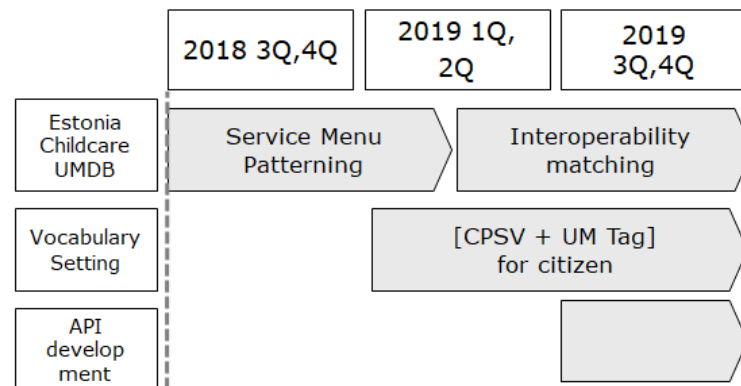 2018 3Q,4Q
2019 1Q,
2Q
2019
3Q,4Q
Estonia
Childcare
UMDB
Service Menu
Patterning
Interoperability
matching
Vocabulary
Setting
[CPSV + UM Tag]
for citizen
API
develop
ment